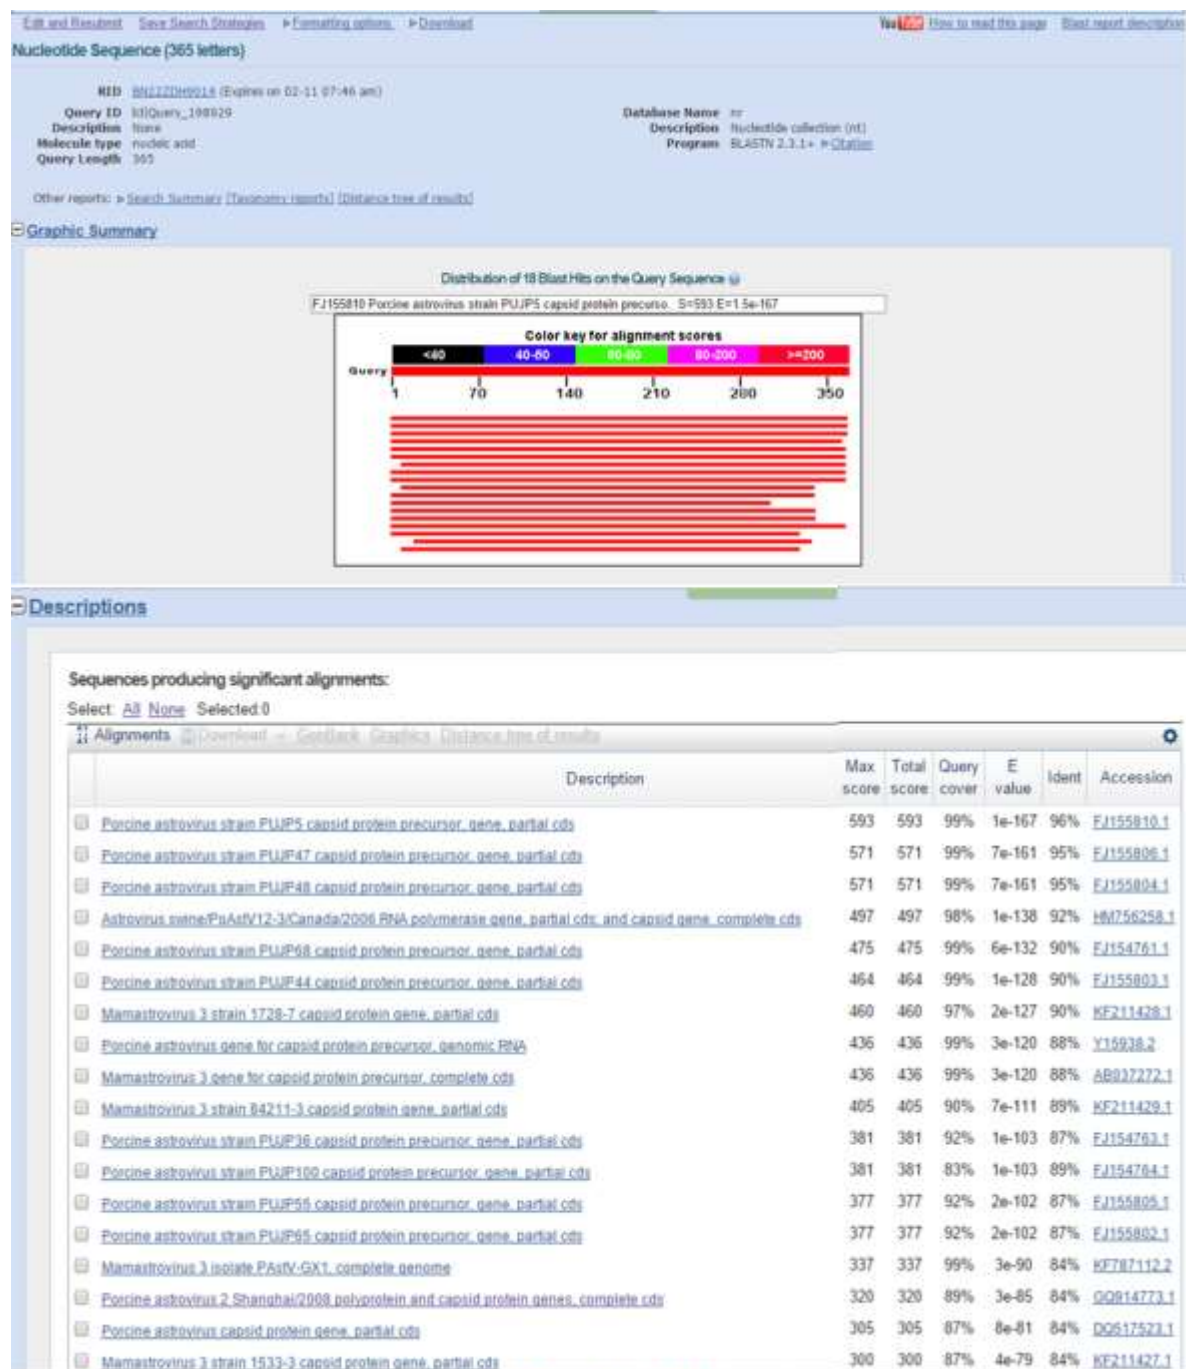 Edit and Resubmit Save Search Strategies Formatting options Download
You How to read this page Blast report description
Nucleotide Sequence (365 letters)
RID (Expires on 02-11 07:46 am)
Query ID lcl|Query_198929
Description None
Molecule type nucleic acid
Query Length 365
Database Name nr
Description Nucleotide collection (nt)
Program BLASTN 2.3.1+ Citation
Other reports: Search Summary [Taxonomy reports] [Distance tree of results]
Graphic Summary
Distribution of 18 Blast Hits on the Query Sequence
FJ155810 Porcine astrovirus strain PUJP5 capsid protein precurso. S=593 E=1.5e-167
Color key for alignment scores
<40 40-50 80-200 >=200
Query
1 70 140 210 280 350
Descriptions
Sequences producing significant alignments:
Select: All None Selected:0
Alignments Download GenBank Graphics Distance tree of results
Description Max score Total score Query cover E value Ident Accession
Porcine astrovirus strain PUJP5 capsid protein precursor, gene, partial cds 593 593 99% 1e-167 96% FJ155810.1
Porcine astrovirus strain PUJP47 capsid protein precursor, gene, partial cds 571 571 99% 7e-161 95% FJ155806.1
Porcine astrovirus strain PUJP48 capsid protein precursor, gene, partial cds 571 571 99% 7e-161 95% FJ155804.1
Astrovirus swine/PoAstV12-3/Canada/2006 RNA polymerase gene, partial cds; and capsid gene, complete cds 497 497 98% 1e-138 92% HM756258.1
Porcine astrovirus strain PUJP68 capsid protein precursor, gene, partial cds 475 475 99% 6e-132 90% FJ154761.1
Porcine astrovirus strain PUJP44 capsid protein precursor, gene, partial cds 464 464 99% 1e-128 90% FJ155803.1
Mamastrovirus 3 strain 1728-7 capsid protein gene, partial cds 460 460 97% 2e-127 90% KF211428.1
Porcine astrovirus gene for capsid protein precursor, genomic RNA 436 436 99% 3e-120 88% Y15938.2
Mamastrovirus 3 gene for capsid protein precursor, complete cds 436 436 99% 3e-120 88% AB037272.1
Mamastrovirus 3 strain 84211-3 capsid protein gene, partial cds 405 405 90% 7e-111 89% KF211429.1
Porcine astrovirus strain PUJP36 capsid protein precursor, gene, partial cds 381 381 92% 1e-103 87% FJ154763.1
Porcine astrovirus strain PUJP100 capsid protein precursor, gene, partial cds 381 381 83% 1e-103 89% FJ154764.1
Porcine astrovirus strain PUJP55 capsid protein precursor, gene, partial cds 377 377 92% 2e-102 87% FJ155805.1
Porcine astrovirus strain PUJP65 capsid protein precursor, gene, partial cds 377 377 92% 2e-102 87% FJ155802.1
Mamastrovirus 3 isolate PAstV-GX1, complete genome 337 337 99% 3e-90 84% KF787112.2
Porcine astrovirus 2 Shanghai/2008 polyprotein and capsid protein genes, complete cds 320 320 89% 3e-85 84% GQ914773.1
Porcine astrovirus capsid protein gene, partial cds 305 305 87% 8e-81 84% DQ517523.1
Mamastrovirus 3 strain 1533-3 capsid protein gene, partial cds 300 300 87% 4e-79 84% KF211427.1